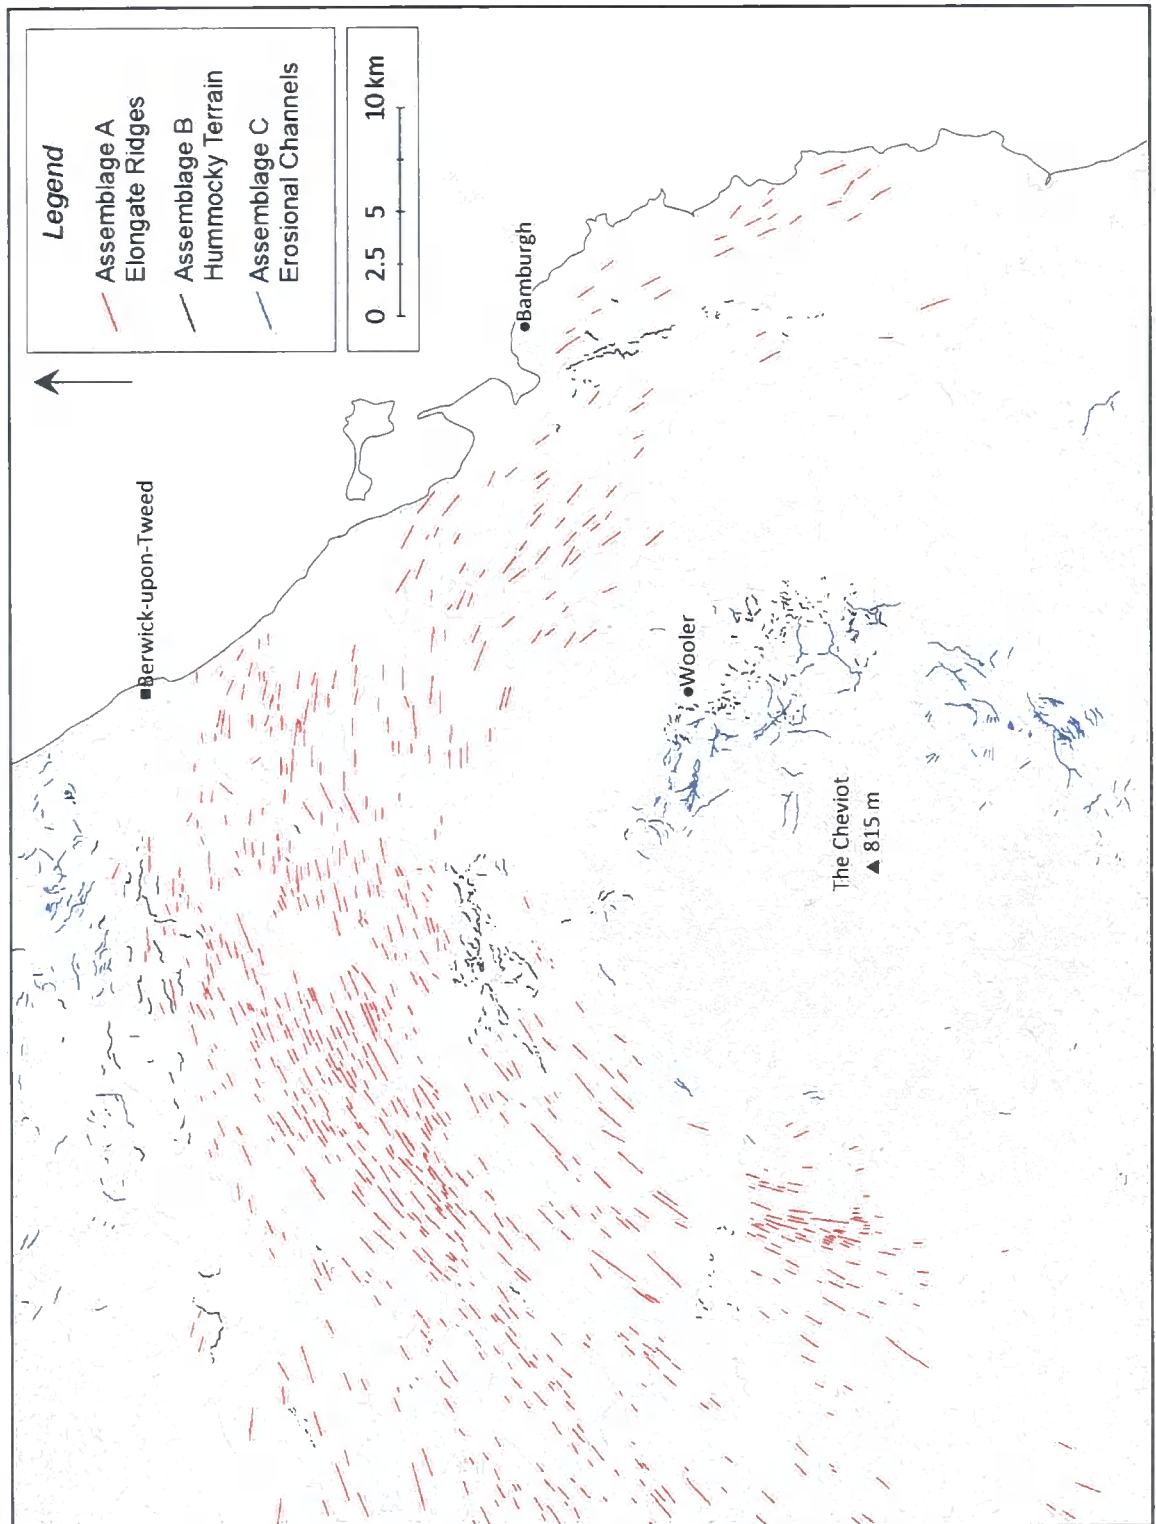 Legend
Assemblage A
Elongate Ridges
Assemblage B
Hummocky Terrain
Assemblage C
Erosional Channels
0 2.5 5 10 km
Berwick-upon-Tweed
Bamburgh
Wooler
The Cheviot
▲ 815 m